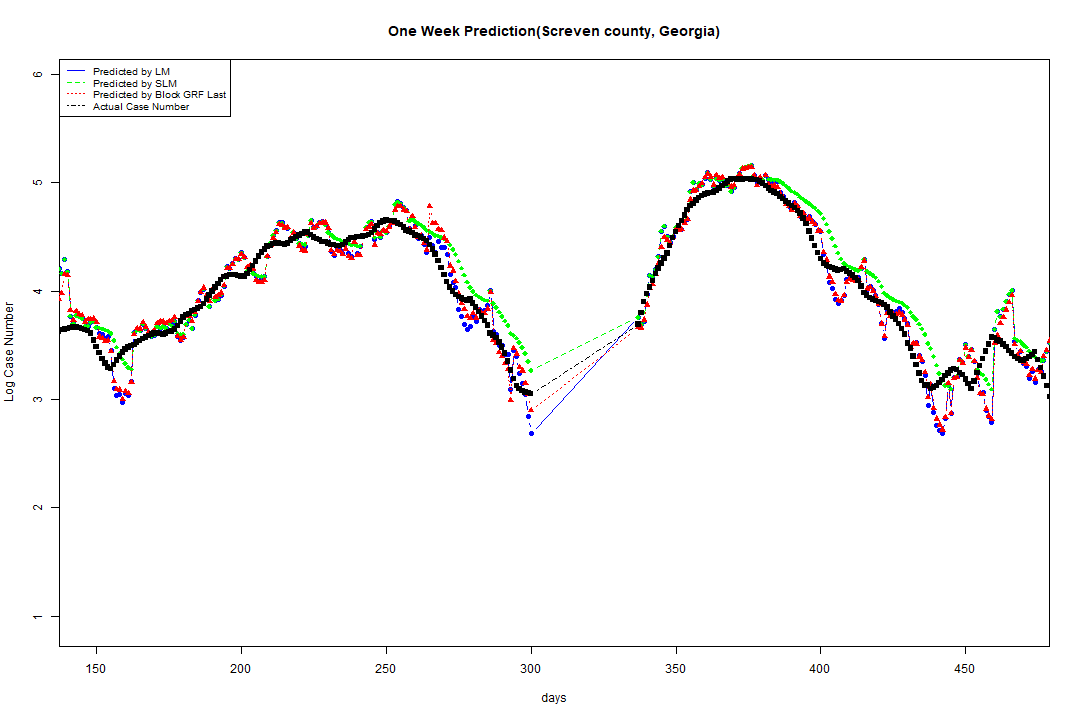 One Week Prediction(Screven county, Georgia)
Predicted by LM
Predicted by SLM
Predicted by Block GRF Last
Actual Case Number
Log Case Number
6
5
4
3
2
1
150
200
250
300
350
400
450
days